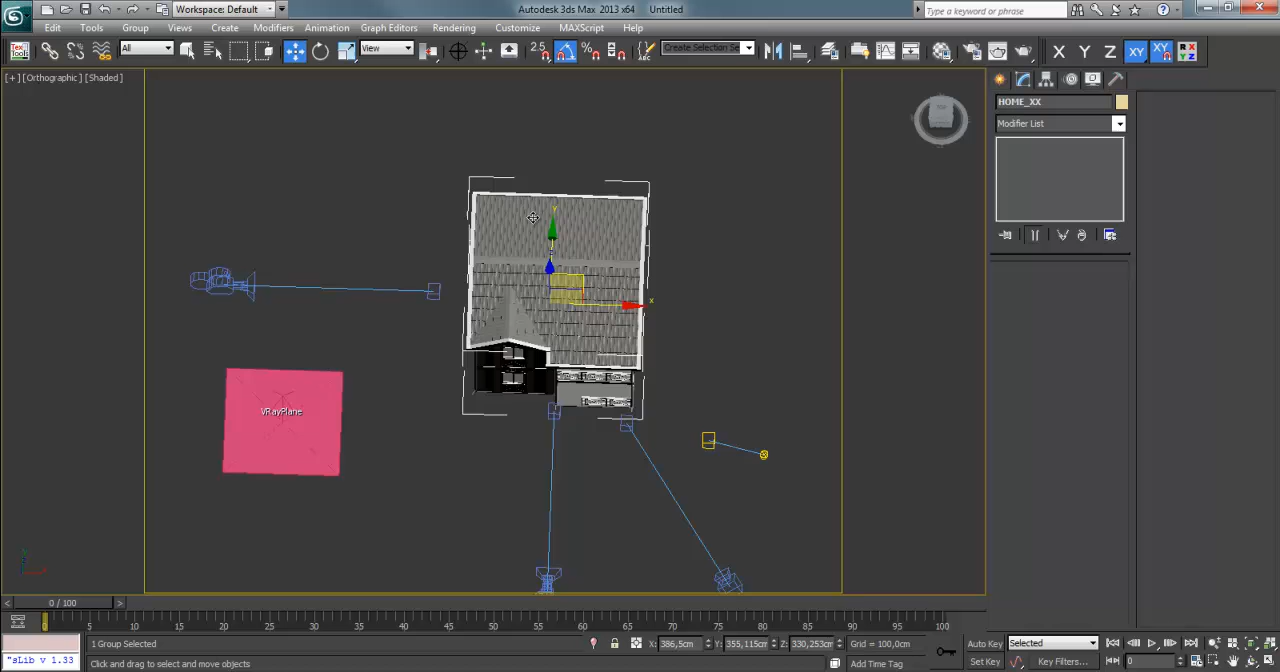 Workspace: Default
Autodesk 3ds Max 2013 x64 Untitled
Type a keyword or phrase
Edit Tools Group Views Create Modifiers Animation Graph Editors Rendering Customize MAXScript Help
All
View
2.5
Create Selection Se
X Y Z XY XY
[+] [Orthographic] [Shaded]
HOME_XX
Modifier List
y
x
VRayPlane
0 / 100
0 5 10 15 20 25 30 35 40 45 50 55 60 65 70 75 80 85 90 95 100
1 Group Selected
X: 386,5cm Y: 355,115cm Z: 330,253cm Grid = 100,0cm
Auto Key Selected
"sLib v 1.33
Click and drag to select and move objects
Add Time Tag
Set Key Key Filters... 0